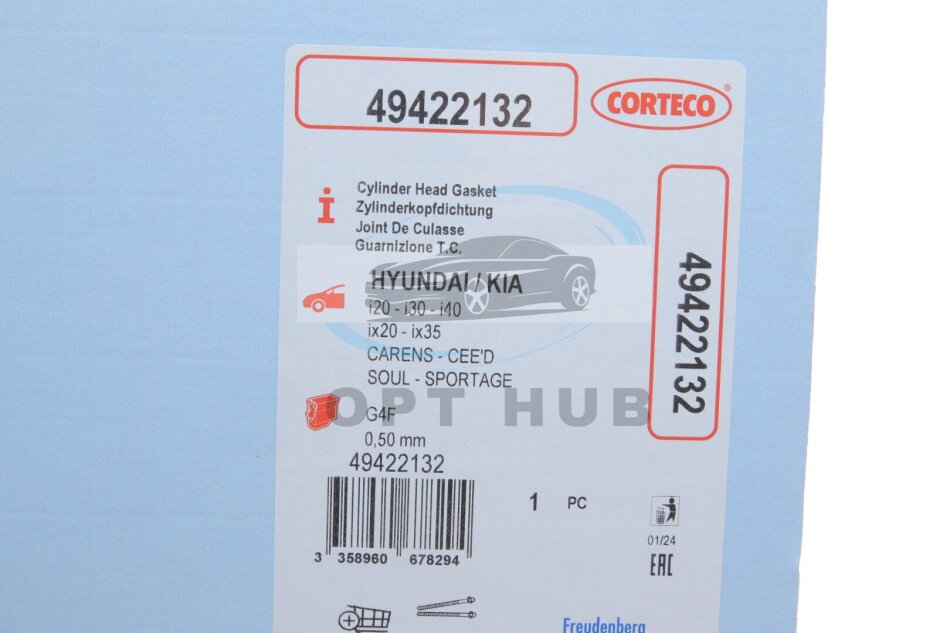 49422132
CORTECO®
Cylinder Head Gasket
Zylinderkopfdichtung
Joint De Culasse
Guarnizione T.C.
HYUNDAI / KIA
i20 - i30 - i40
ix20 - ix35
CARENS - CEE'D
SOUL - SPORTAGE
OPT HUB
G4F
0,50 mm
49422132
49422132
1 PC
3 358960 678294
01/24
EAC
Freudenberg